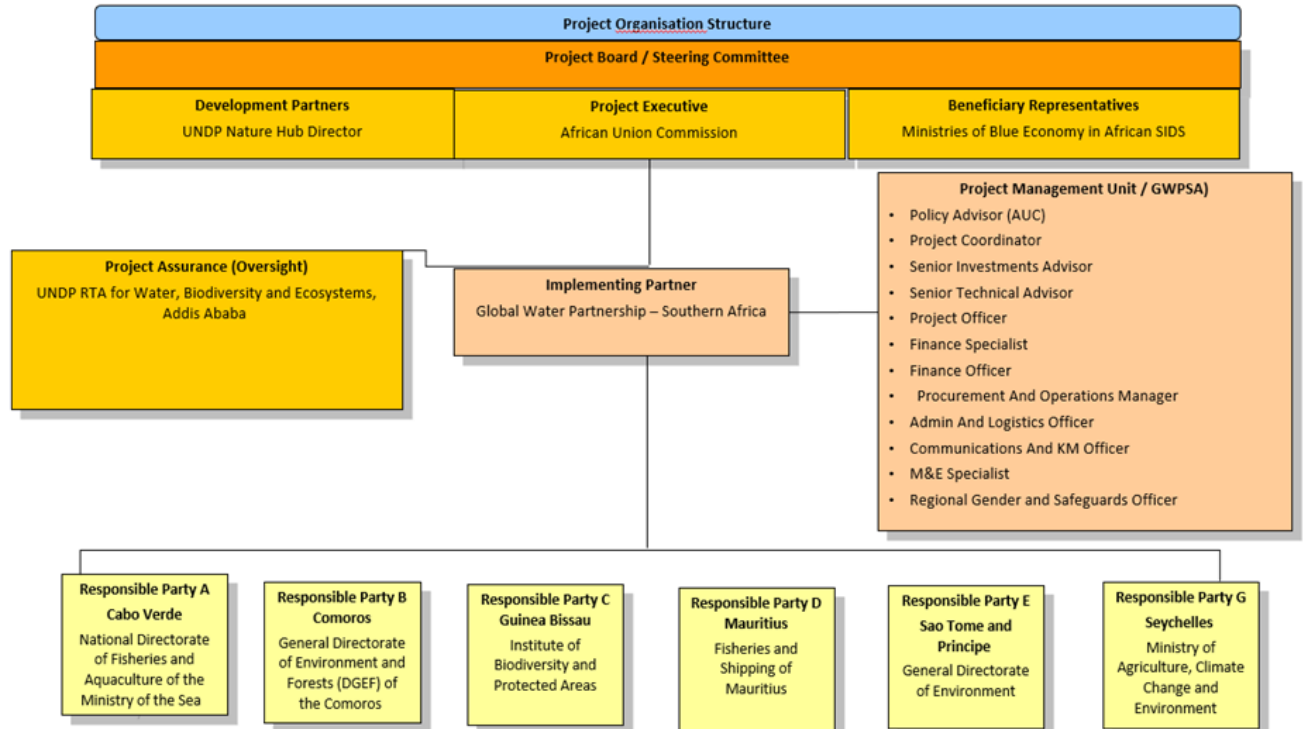 Project Organisation Structure
Project Board / Steering Committee
Development Partners
UNDP Nature Hub Director
Project Executive
African Union Commission
Beneficiary Representatives
Ministries of Blue Economy in African SIDS
Project Management Unit / GWPSA)
• Policy Advisor (AUC)
• Project Coordinator
• Senior Investments Advisor
• Senior Technical Advisor
• Project Officer
• Finance Specialist
• Finance Officer
• Procurement And Operations Manager
• Admin And Logistics Officer
• Communications And KM Officer
• M&E Specialist
• Regional Gender and Safeguards Officer
Project Assurance (Oversight)
UNDP RTA for Water, Biodiversity and Ecosystems,
Addis Ababa
Implementing Partner
Global Water Partnership – Southern Africa
Responsible Party A
Cabo Verde
National Directorate
of Fisheries and
Aquaculture of the
Ministry of the Sea
Responsible Party B
Comoros
General Directorate
of Environment and
Forests (DGEF) of
the Comoros
Responsible Party C
Guinea Bissau
Institute of
Biodiversity and
Protected Areas
Responsible Party D
Mauritius
Fisheries and
Shipping of
Mauritius
Responsible Party E
Sao Tome and
Principe
General Directorate
of Environment
Responsible Party G
Seychelles
Ministry of
Agriculture, Climate
Change and
Environment